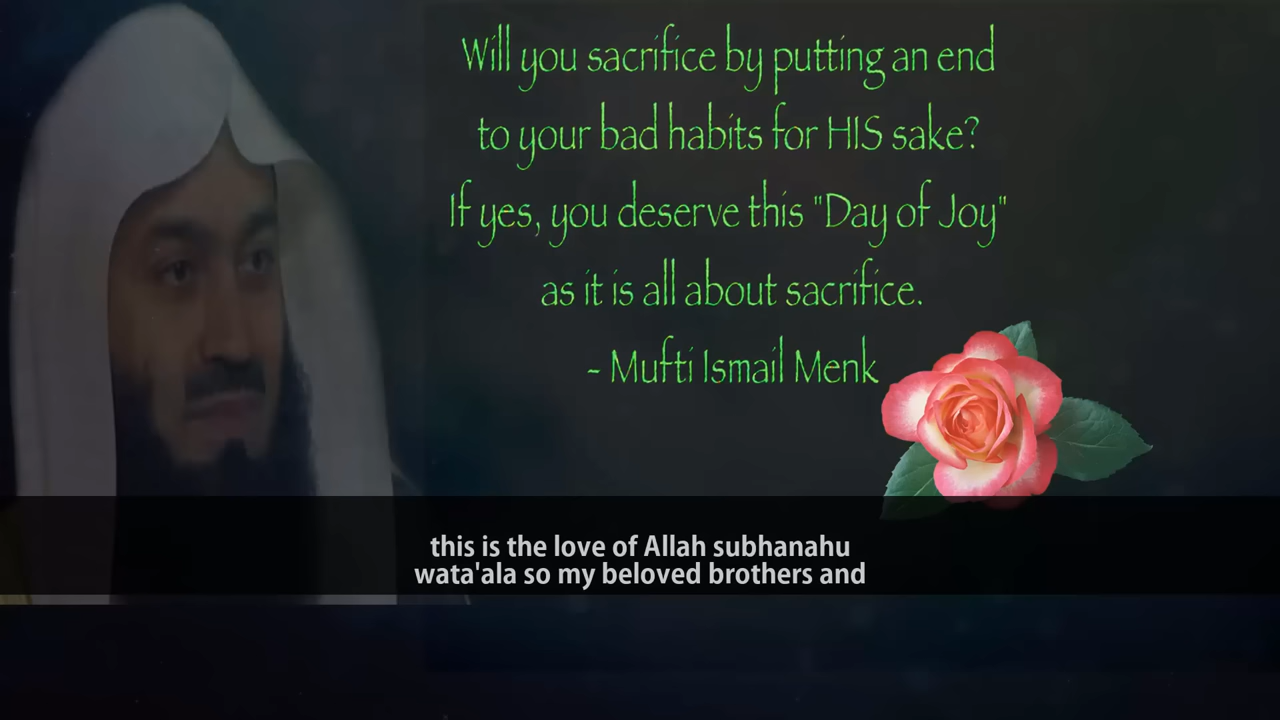 Will you sacrifice by putting an end
to your bad habits for HIS sake?
If yes, you deserve this "Day of Joy"
as it is all about sacrifice.
- Mufti Ismail Menk
this is the love of Allah subhanahu
wata'ala so my beloved brothers and